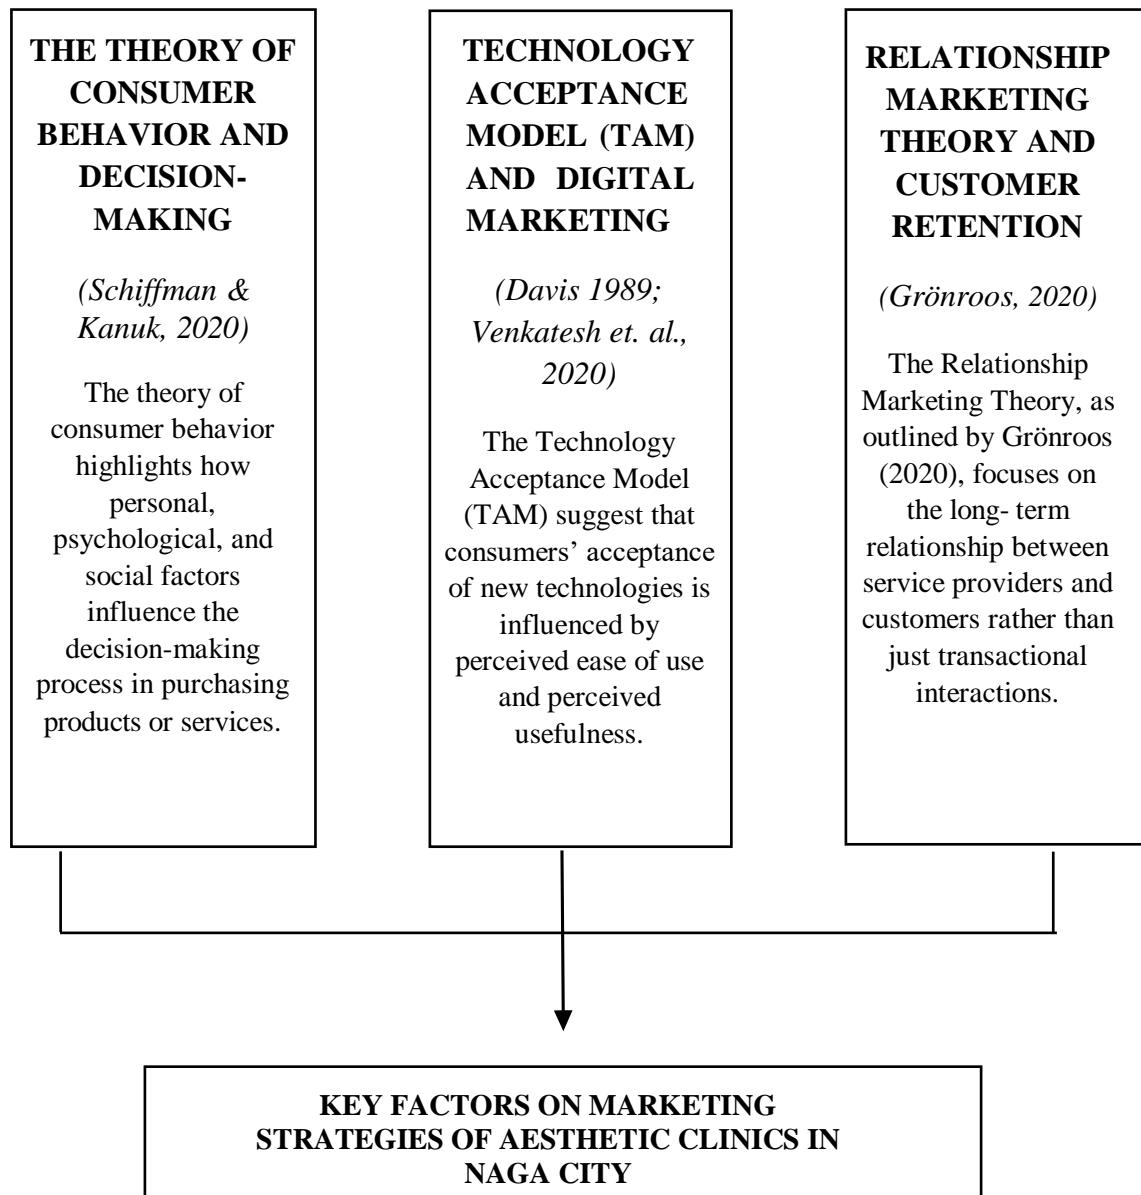 THE THEORY OF
CONSUMER
BEHAVIOR AND
DECISION-
MAKING
(Schiffman &
Kanuk, 2020)
The theory of
consumer behavior
highlights how
personal,
psychological, and
social factors
influence the
decision-making
process in purchasing
products or services.
TECHNOLOGY
ACCEPTANCE
MODEL (TAM)
AND DIGITAL
MARKETING
(Davis 1989;
Venkatesh et. al.,
2020)
The Technology
Acceptance Model
(TAM) suggest that
consumers’ acceptance
of new technologies is
influenced by
perceived ease of use
and perceived
usefulness.
RELATIONSHIP
MARKETING
THEORY AND
CUSTOMER
RETENTION
(Grönroos, 2020)
The Relationship
Marketing Theory, as
outlined by Grönroos
(2020), focuses on
the long- term
relationship between
service providers and
customers rather than
just transactional
interactions.
KEY FACTORS ON MARKETING
STRATEGIES OF AESTHETIC CLINICS IN
NAGA CITY